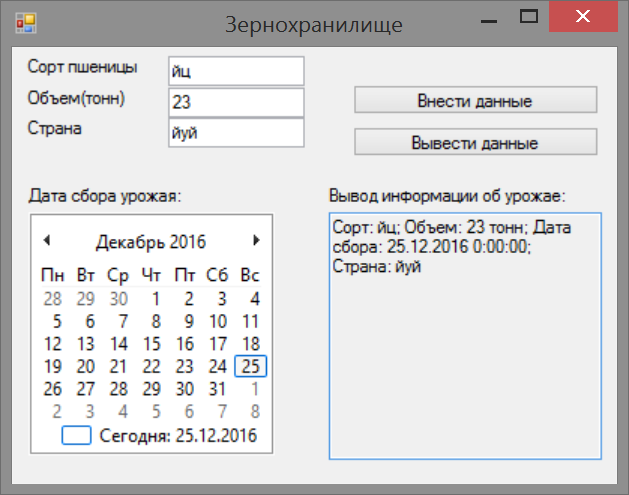 Зернохранилище
Сорт пшеницы йц
Объем(тонн) 23
Страна йуй
Внести данные
Вывести данные
Дата сбора урожая:
Декабрь 2016
Пн Вт Ср Чт Пт Сб Вс
28 29 30 1 2 3 4
5 6 7 8 9 10 11
12 13 14 15 16 17 18
19 20 21 22 23 24 25
26 27 28 29 30 31 1
2 3 4 5 6 7 8
Сегодня: 25.12.2016
Вывод информации об урожае:
Сорт: йц; Объем: 23 тонн; Дата
сбора: 25.12.2016 0:00:00;
Страна: йуй